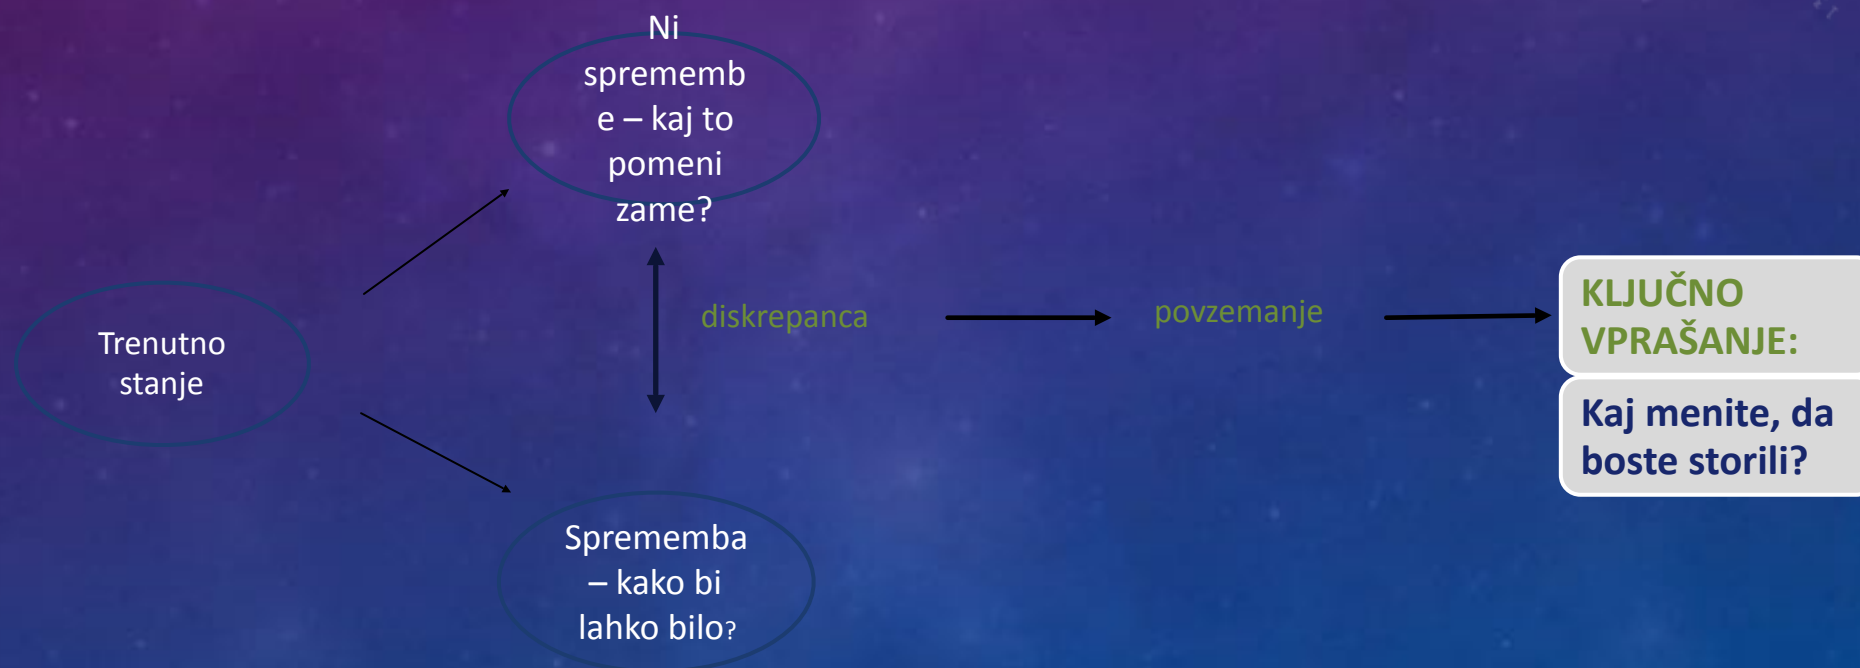 Ni
sprememb
e – kaj to
pomeni
zame?
Trenutno
stanje
diskrepanca
povzemanje
KLJUČNO
VPRAŠANJE:
Kaj menite, da
boste storili?
Sprememba
– kako bi
lahko bilo?